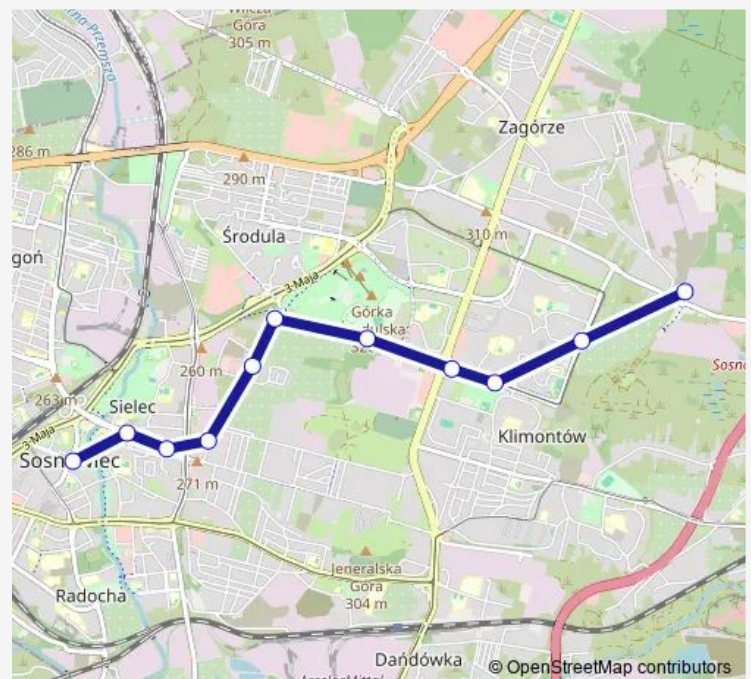 Wilcza
Góra
305 m
286 m
Zagórze
290 m
310 m
Środula
goń
3 Maja
Górka
260 m
263 m
Sielec
3-Maja
Klimontów
271 m
Jeneralska
Góra
304 m
Radocha
Dańdówka
© OpenStreetMap contributors